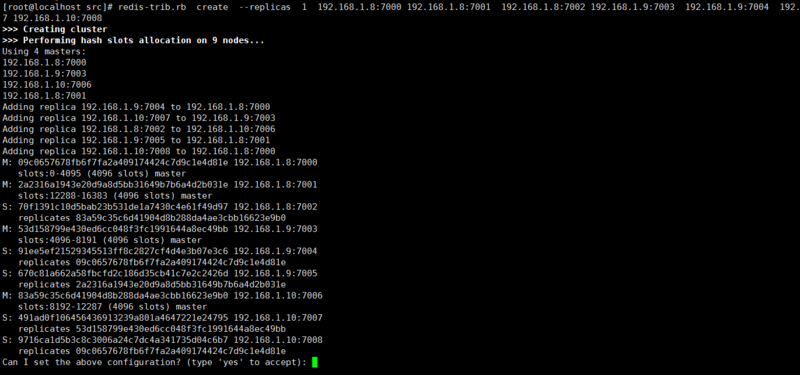 [root@localhost src]# redis-trib.rb  create  --replicas  1  192.168.1.8:7000 192.168.1.8:7001  192.168.1.8:7002 192.168.1.9:7003  192.168.1.9:7004  192.
7 192.168.1.10:7008
>>> Creating cluster
>>> Performing hash slots allocation on 9 nodes...
Using 4 masters:
192.168.1.8:7000
192.168.1.9:7003
192.168.1.10:7006
192.168.1.8:7001
Adding replica 192.168.1.9:7004 to 192.168.1.8:7000
Adding replica 192.168.1.10:7007 to 192.168.1.9:7003
Adding replica 192.168.1.8:7002 to 192.168.1.10:7006
Adding replica 192.168.1.9:7005 to 192.168.1.8:7001
Adding replica 192.168.1.10:7008 to 192.168.1.8:7000
M: 09c0657678fb6f7fa2a409174424c7d9c1e4d81e 192.168.1.8:7000
   slots:0-4095 (4096 slots) master
M: 2a2316a1943e20d9a8d5bb31649b7b6a4d2b031e 192.168.1.8:7001
   slots:12288-16383 (4096 slots) master
S: 70f1391c10d5bab23b531de1a7430c4e61f49d97 192.168.1.8:7002
   replicates 83a59c35c6d41904d8b288da4ae3cbb16623e9b0
M: 53d158799e430ed6cc048f3fc1991644a8ec49bb 192.168.1.9:7003
   slots:4096-8191 (4096 slots) master
S: 91ee5ef21529345513ff8c2827cf4d4e3b07e3c6 192.168.1.9:7004
   replicates 09c0657678fb6f7fa2a409174424c7d9c1e4d81e
S: 670c81a662a58fbcfd2c186d35cb41c7e2c2426d 192.168.1.9:7005
   replicates 2a2316a1943e20d9a8d5bb31649b7b6a4d2b031e
M: 83a59c35c6d41904d8b288da4ae3cbb16623e9b0 192.168.1.10:7006
   slots:8192-12287 (4096 slots) master
S: 491ad0f106456436913239a801a4647221e24795 192.168.1.10:7007
   replicates 53d158799e430ed6cc048f3fc1991644a8ec49bb
S: 9716ca1d5b3c8c3006a24c7dc4a341735d04c6b7 192.168.1.10:7008
   replicates 09c0657678fb6f7fa2a409174424c7d9c1e4d81e
Can I set the above configuration? (type 'yes' to accept):